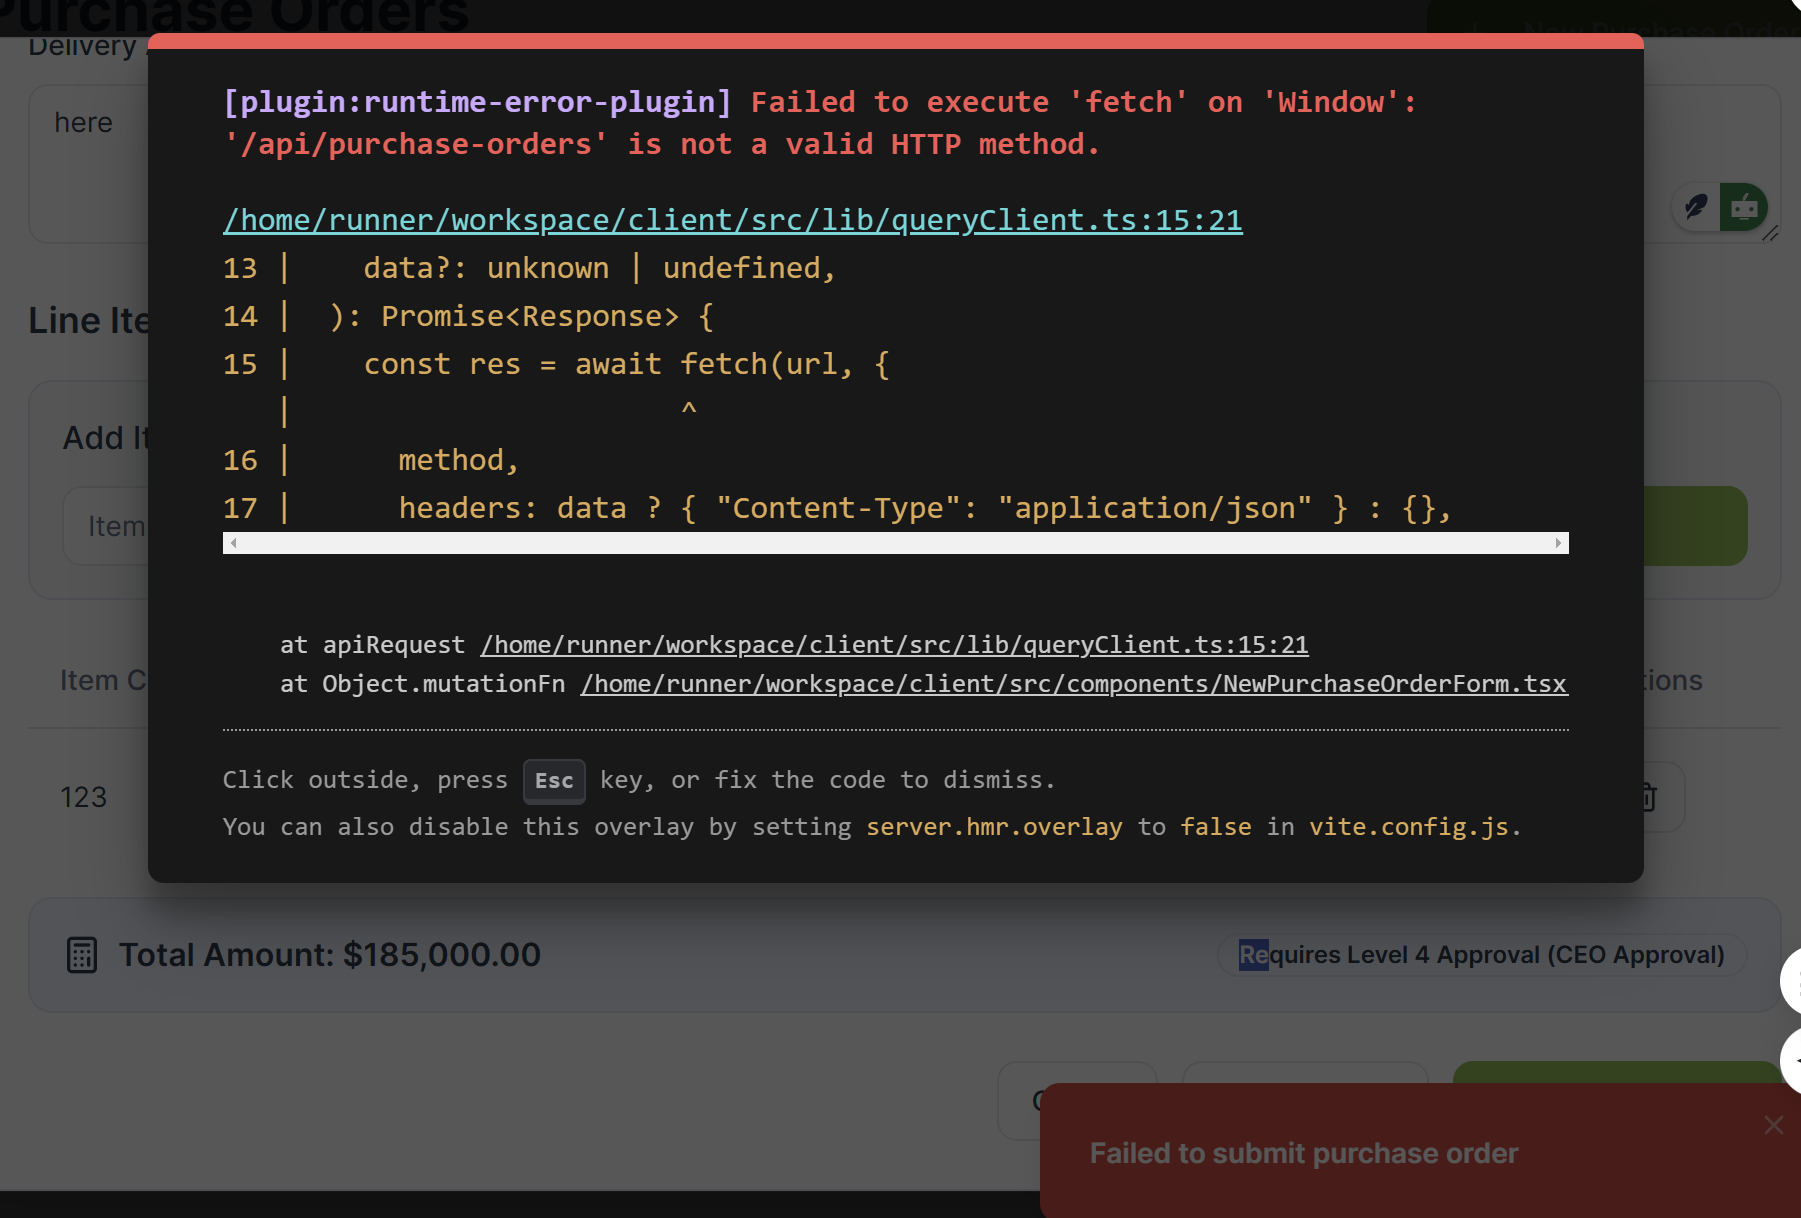 Purchase Orders
New Purchase Order
Delivery
[plugin:runtime-error-plugin] Failed to execute 'fetch' on 'Window':
'/api/purchase-orders' is not a valid HTTP method.
here
/home/runner/workspace/client/src/lib/queryClient.ts:15:21
13 |     data?: unknown | undefined,
14 |   ): Promise<Response> {
15 |     const res = await fetch(url, {
|                       ^
16 |       method,
17 |       headers: data ? { "Content-Type": "application/json" } : {},
Line Ite
Add It
Item
at apiRequest /home/runner/workspace/client/src/lib/queryClient.ts:15:21
at Object.mutationFn /home/runner/workspace/client/src/components/NewPurchaseOrderForm.tsx
Item C
tions
Click outside, press Esc key, or fix the code to dismiss.
You can also disable this overlay by setting server.hmr.overlay to false in vite.config.js.
123
Total Amount: $185,000.00
Requires Level 4 Approval (CEO Approval)
Failed to submit purchase order